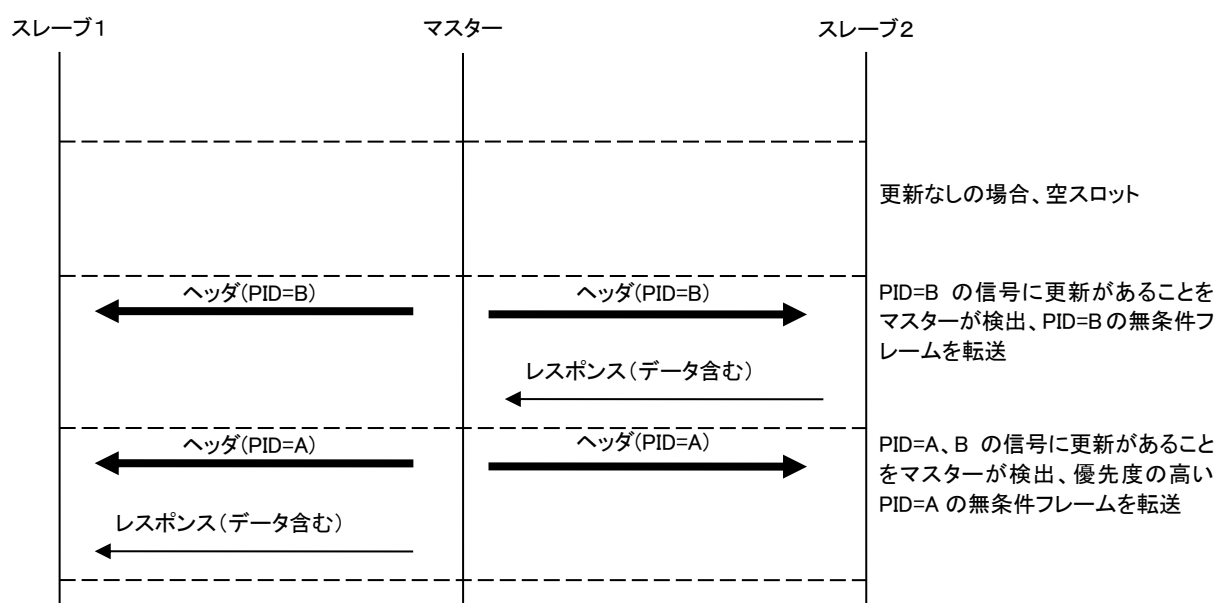 スレーブ1
マスター
スレーブ2
更新なしの場合、空スロット
ヘッダ(PID=B)
ヘッダ(PID=B)
PID=B の信号に更新があることを
マスターが検出、PID=Bの無条件フ
レームを転送
レスポンス(データ含む)
ヘッダ(PID=A)
ヘッダ(PID=A)
PID=A、B の信号に更新があること
をマスターが検出、優先度の高い
PID=A の無条件フレームを転送
レスポンス(データ含む)